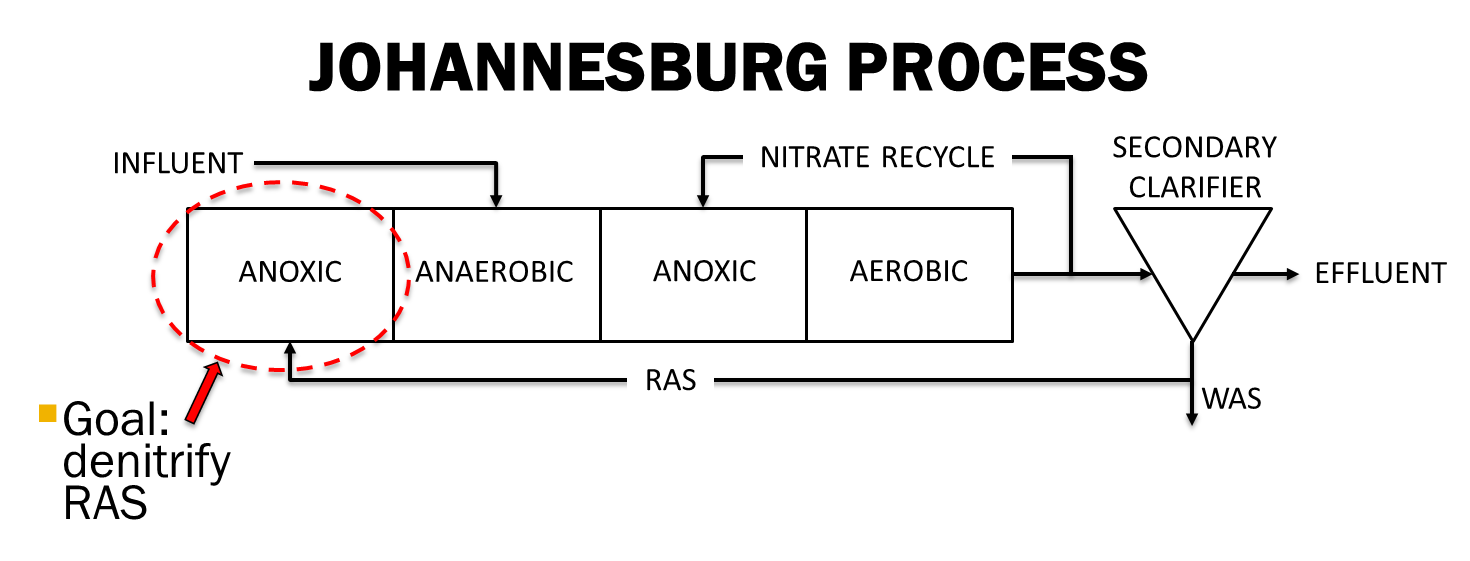 JOHANNESBURG PROCESS
INFLUENT
NITRATE RECYCLE
SECONDARY
CLARIFIER
ANOXIC
ANAEROBIC
ANOXIC
AEROBIC
EFFLUENT
RAS
WAS
Goal:
denitrify
RAS